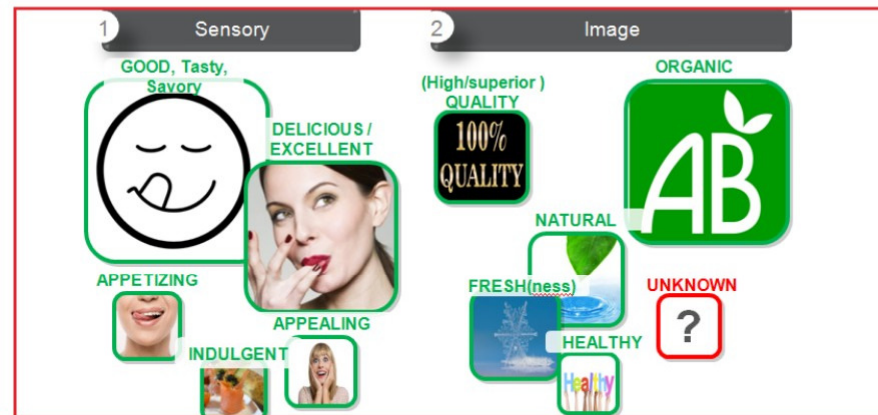 1 Sensory
GOOD, Tasty,
Savory
DELICIOUS /
EXCELLENT
APPETIZING
APPEALING
INDULGENT
2 Image
(High/superior )
QUALITY
100%
QUALITY
ORGANIC
AB
NATURAL
FRESH(ness)
UNKNOWN
?
HEALTHY
Healthy